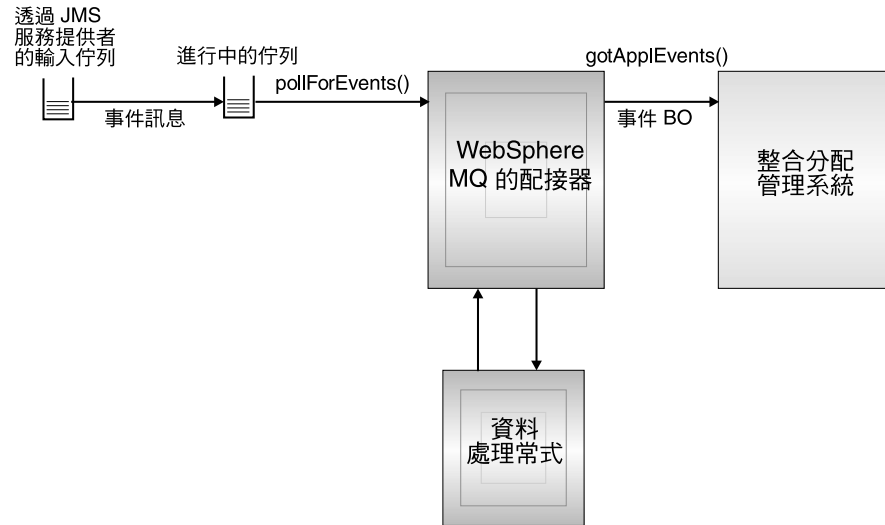 透過 JMS
服務提供者
的輸入佇列
進行中的佇列
事件訊息
pollForEvents()
WebSphere
MQ 的配接器
gotApplEvents()
事件 BO
整合分配
管理系統
資料
處理常式